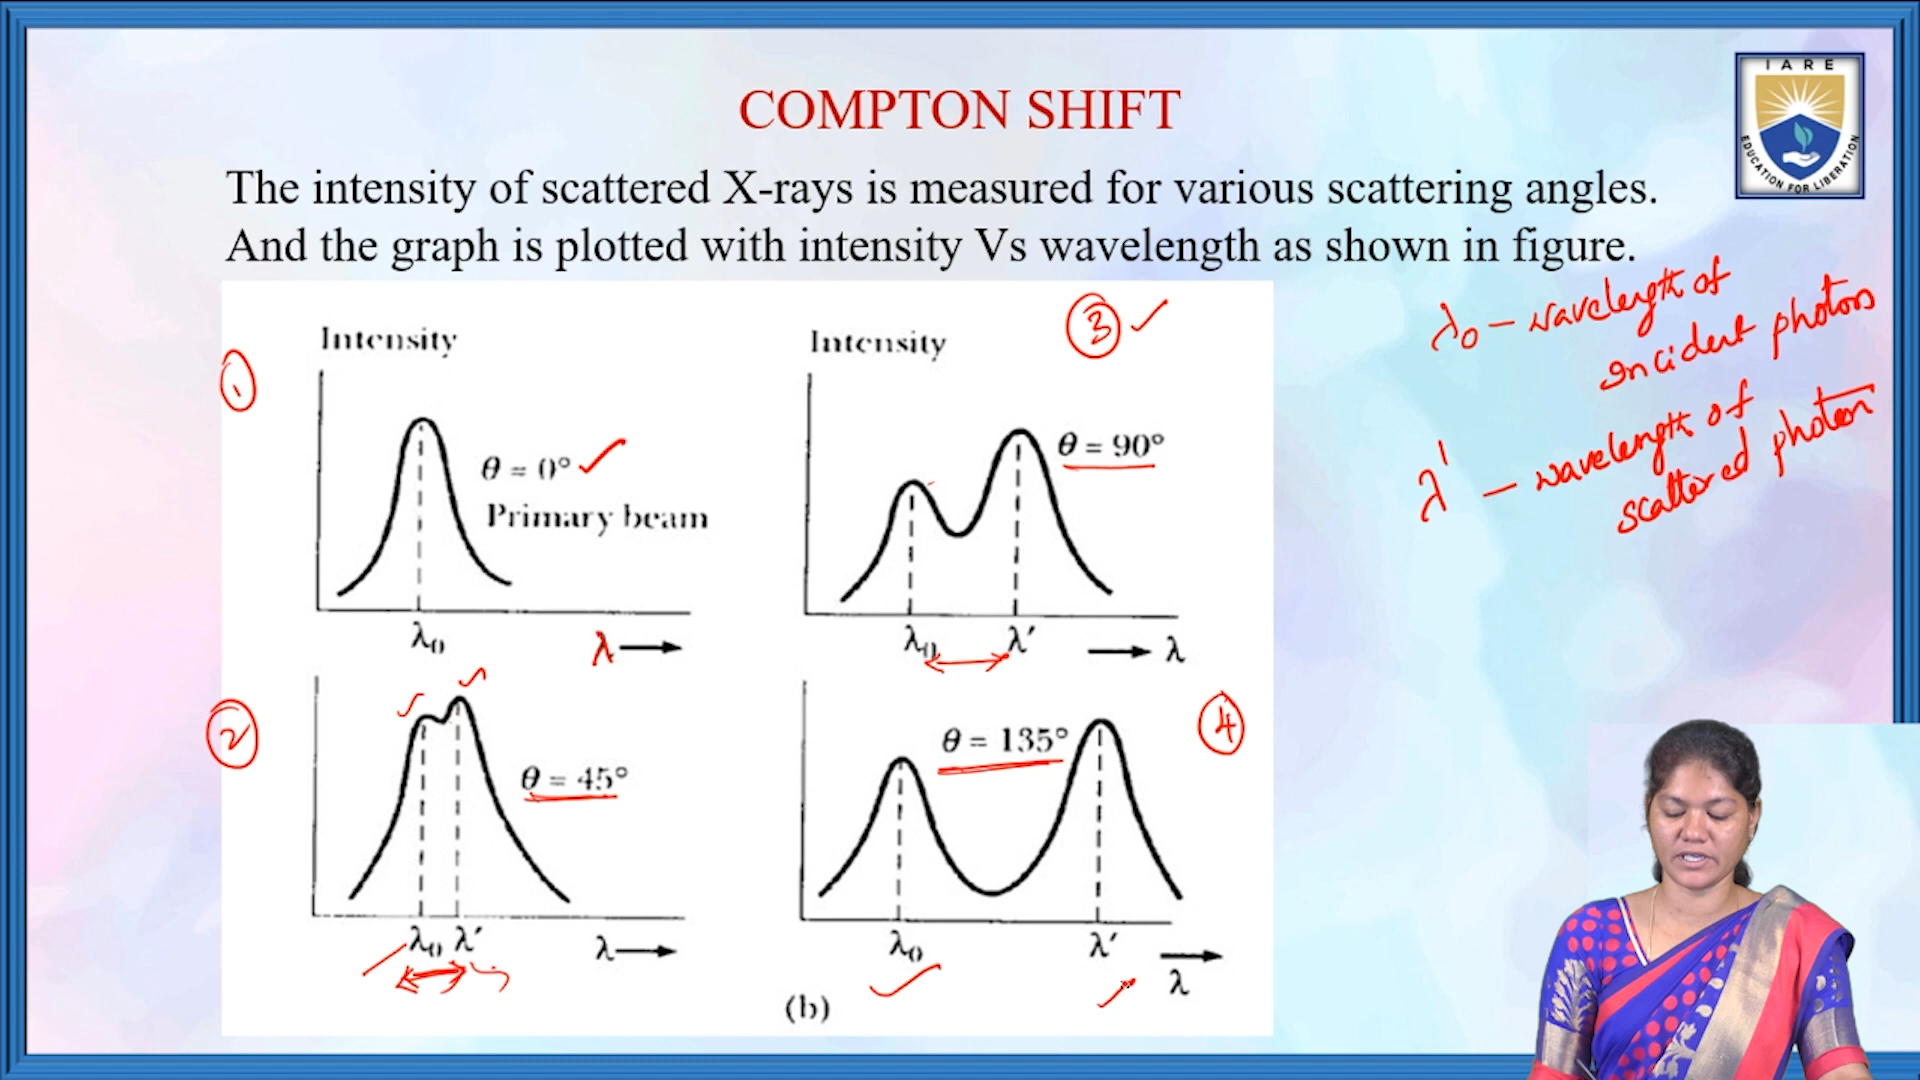 COMPTON SHIFT
IARE
EDUCATION FOR LIBERATION
The intensity of scattered X-rays is measured for various scattering angles.
And the graph is plotted with intensity Vs wavelength as shown in figure.
λ₀ – wavelength of
incident photons
λ' – wavelength of
scattered photon
①
Intensity
θ = 0°
Primary beam
λ₀
λ
③
Intensity
θ = 90°
λ₀ λ'
λ
②
θ = 45°
λ₀ λ'
λ
④
θ = 135°
λ₀ λ'
λ
(b)